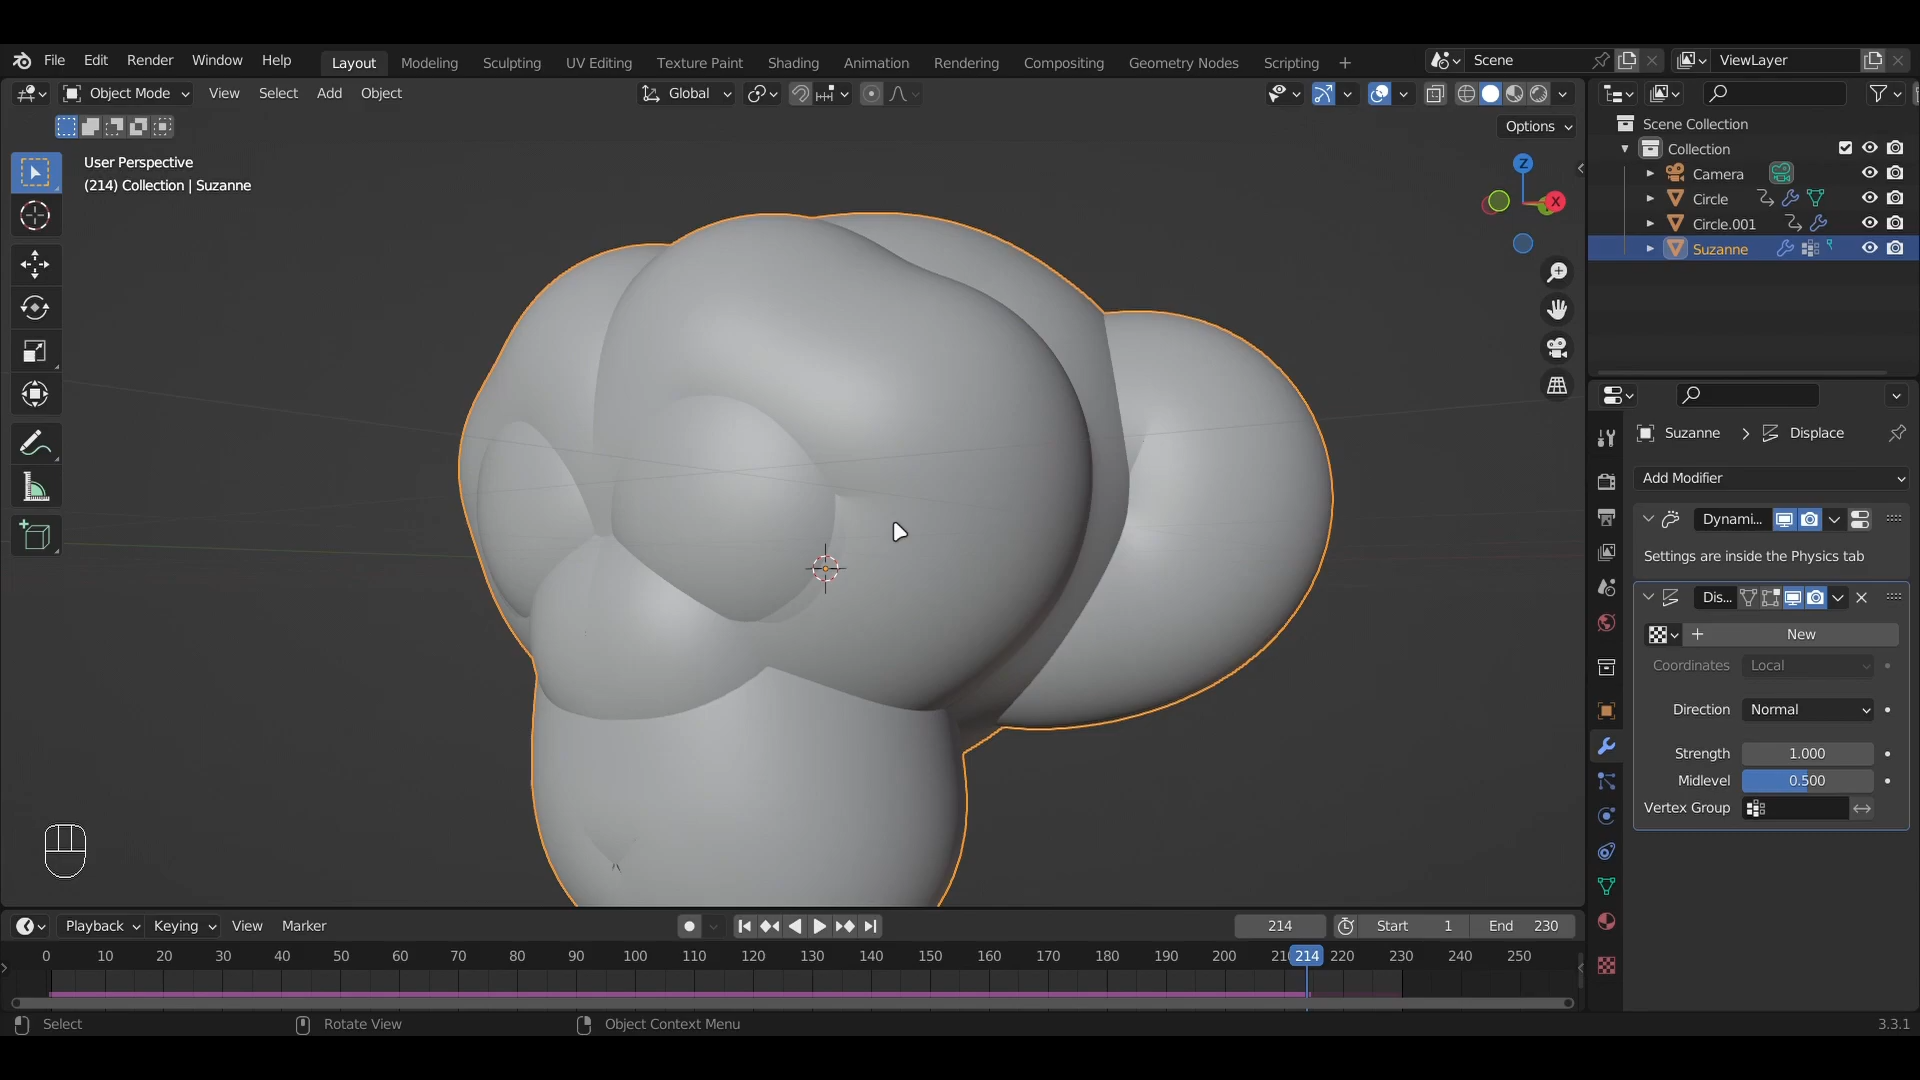 File Edit Render Window Help Layout Modeling Sculpting UV Editing Texture Paint Shading Animation Rendering Compositing Geometry Nodes Scripting + Scene ViewLayer
Object Mode View Select Add Object Global
Options
User Perspective
(214) Collection | Suzanne
Z
X
Scene Collection
Collection
Camera
Circle
Circle.001
Suzanne
Suzanne > Displace
Add Modifier
Dynami...
Settings are inside the Physics tab
Dis...
+ New
Coordinates Local
Direction Normal
Strength 1.000
Midlevel 0.500
Vertex Group
Playback Keying View Marker 214 Start 1 End 230
0 10 20 30 40 50 60 70 80 90 100 110 120 130 140 150 160 170 180 190 200 21 214 220 230 240 250
Select Rotate View Object Context Menu 3.3.1